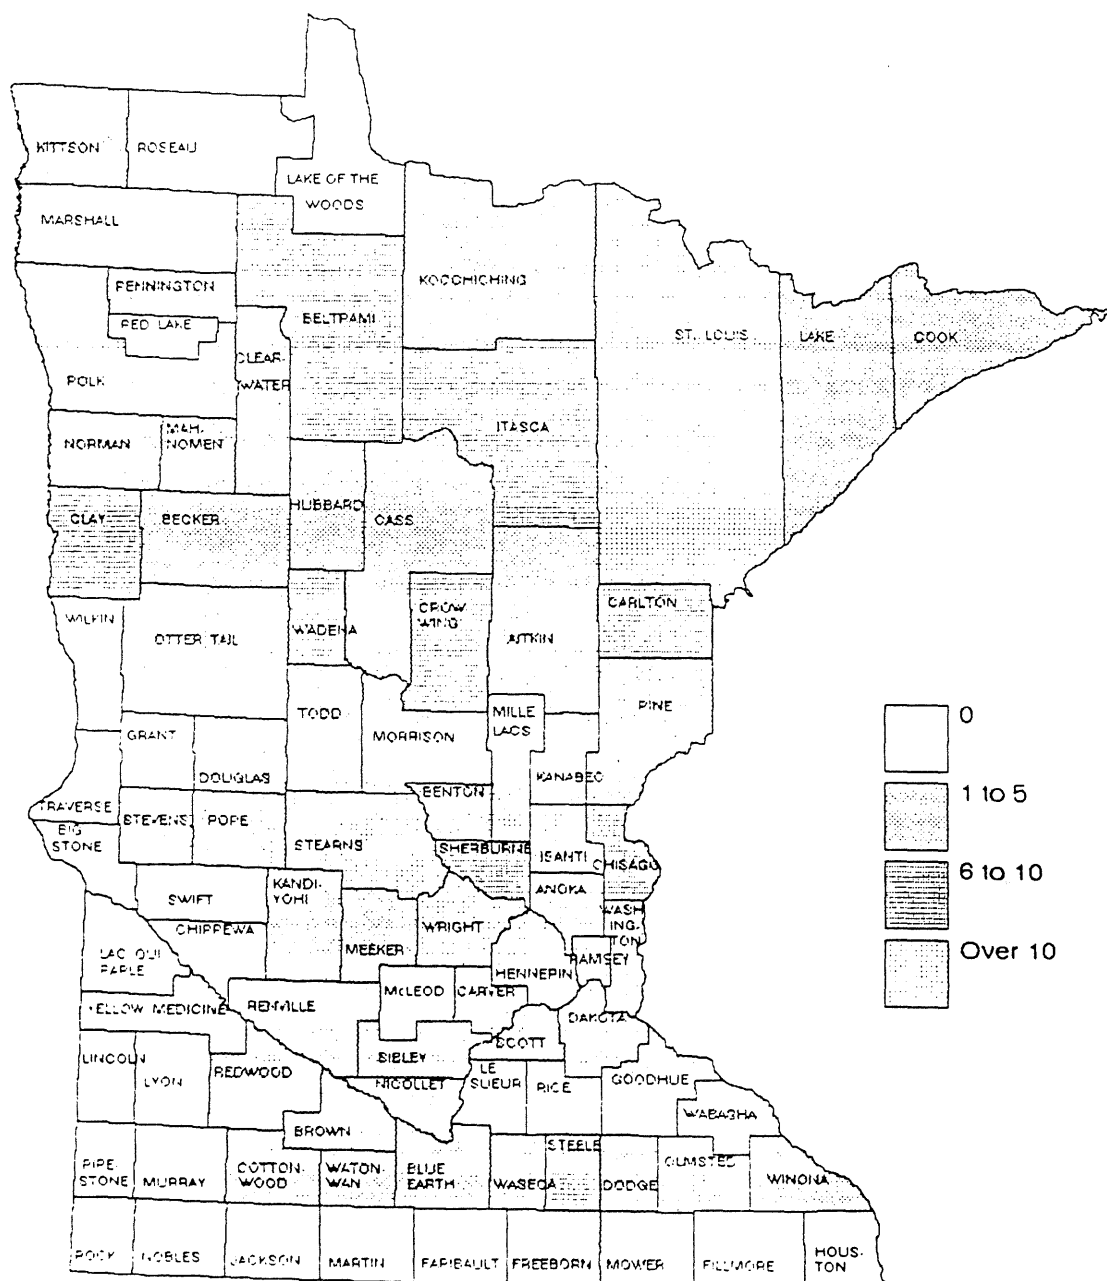 KITTSON
ROSEAU
LAKE OF THE
WOODS
MARSHALL
PENNINGTON
RED LAKE
BELTRAMI
KOOCHICHING
ST. LOUIS
LAKE
COOK
CLEAR-
WATER
POLK
NORMAN
MAH-
NOMEN
ITASCA
HUBBARD
CASS
CLAY
BECKER
WILKIN
OTTER TAIL
WADENA
CROW
WING
AITKIN
CARLTON
PINE
TODD
MORRISON
MILLE
LACS
GRANT
DOUGLAS
KANABEC
BENTON
TRAVERSE
BIG
STONE
STEVENS
POPE
STEARNS
SHERBURNE
ISANTI
CHISAGO
ANOKA
SWIFT
KANDI-
YOHI
CHIPPEWA
MEEKER
WRIGHT
WASH-
ING-
TON
RAMSEY
HENNEPIN
LAC QUI
PARLE
YELLOW MEDICINE
RENVILLE
McLEOD
CARVER
DAKOTA
SCOTT
SIBLEY
LINCOLN
LYON
REDWOOD
NICOLLET
LE
SUEUR
RICE
GOODHUE
WABASHA
BROWN
STEELE
PIPE-
STONE
MURRAY
COTTON-
WOOD
WATON-
WAN
BLUE
EARTH
WASECA
DODGE
OLMSTED
WINONA
ROCK
NOBLES
JACKSON
MARTIN
FARIBAULT
FREEBORN
MOWER
FILLMORE
HOUS-
TON
0
1 to 5
6 to 10
Over 10